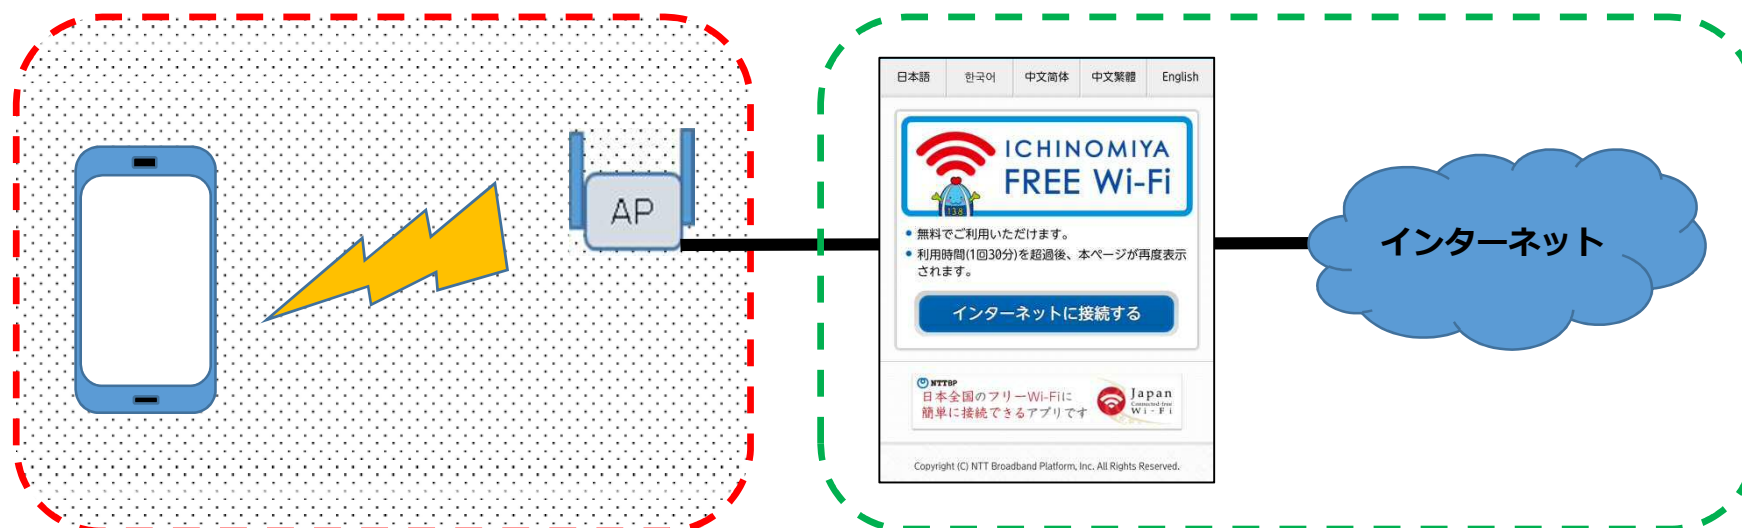 AP
日本語 한국어 中文简体 中文繁體 English
ICHINOMIYA
FREE Wi-Fi
138
• 無料でご利用いただけます。
• 利用時間(1回30分)を超過後、本ページが再度表示
されます。
インターネットに接続する
NTTBP
日本全国のフリーWi-Fiに
簡単に接続できるアプリです
Japan
Connected-free
Wi-Fi
Copyright (C) NTT Broadband Platform, Inc. All Rights Reserved.
インターネット